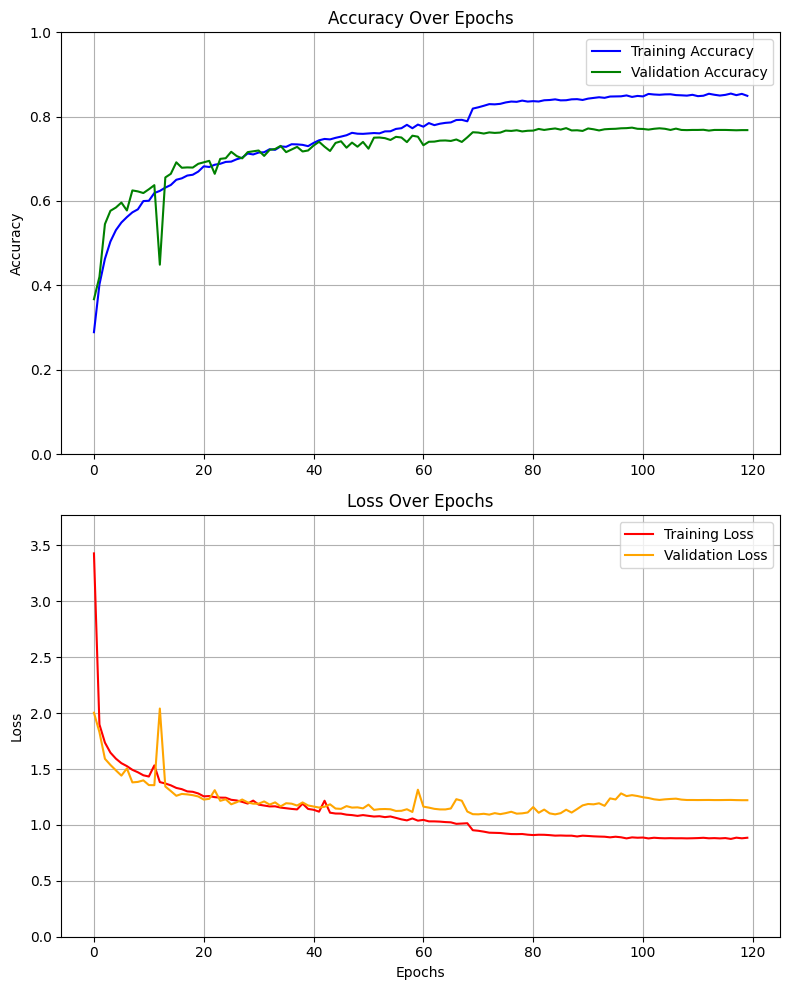 Accuracy Over Epochs
1.0
0.8
0.6
0.4
0.2
0.0
Accuracy
Training Accuracy
Validation Accuracy
0 20 40 60 80 100 120
Loss Over Epochs
3.5
3.0
2.5
2.0
1.5
1.0
0.5
0.0
Loss
Training Loss
Validation Loss
0 20 40 60 80 100 120
Epochs